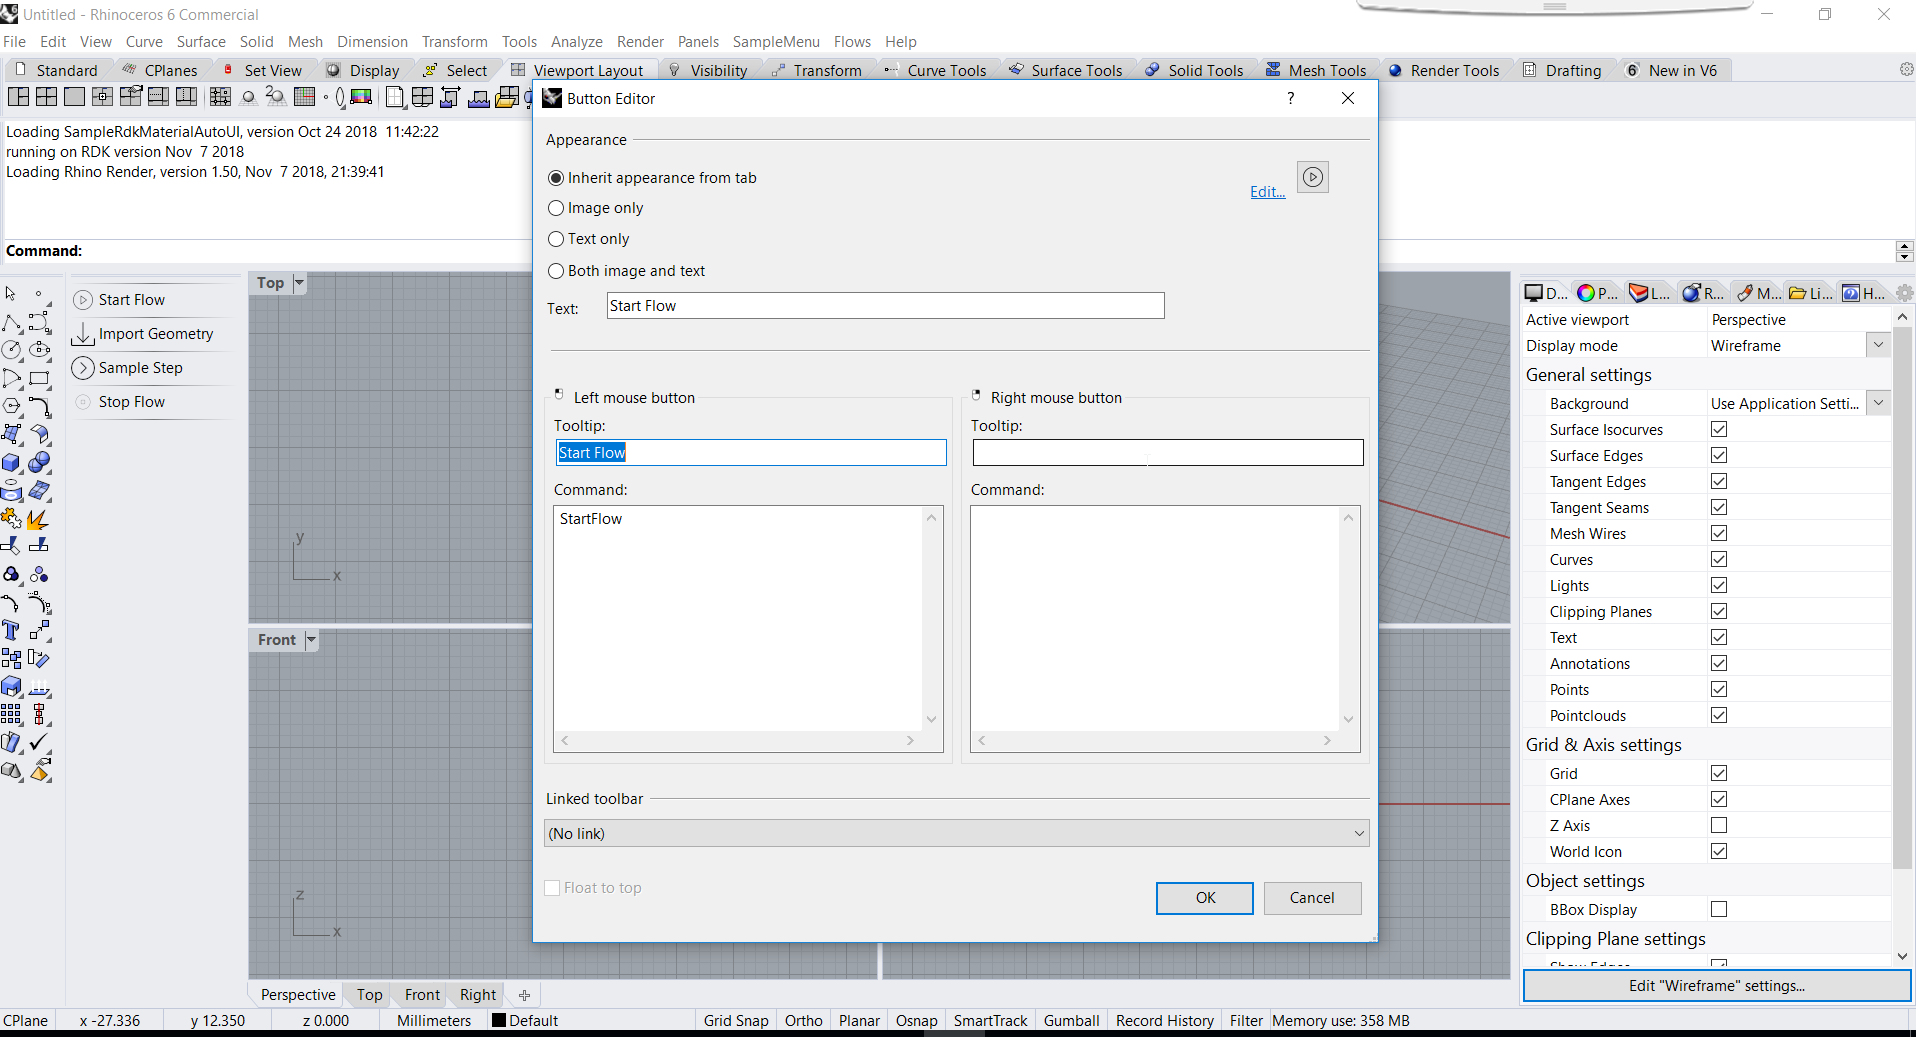 Untitled - Rhinoceros 6 Commercial
File Edit View Curve Surface Solid Mesh Dimension Transform Tools Analyze Render Panels SampleMenu Flows Help
Standard CPlanes Set View Display Select Viewport Layout Visibility Transform Curve Tools Surface Tools Solid Tools Mesh Tools Render Tools Drafting 6 New in V6
Loading SampleRdkMaterialAutoUI, version Oct 24 2018 11:42:22
running on RDK version Nov 7 2018
Loading Rhino Render, version 1.50, Nov 7 2018, 21:39:41
Command:
Start Flow
Import Geometry
Sample Step
Stop Flow
Top
y
x
Front
z
x
Button Editor
?
Appearance
Inherit appearance from tab
Edit...
Image only
Text only
Both image and text
Text: Start Flow
Left mouse button
Tooltip:
Start Flow
Command:
StartFlow
Right mouse button
Tooltip:
Command:
Linked toolbar
(No link)
Float to top
OK Cancel
D... P... L... R... M... Li... H...
Active viewport Perspective
Display mode Wireframe
General settings
Background Use Application Setti...
Surface Isocurves
Surface Edges
Tangent Edges
Tangent Seams
Mesh Wires
Curves
Lights
Clipping Planes
Text
Annotations
Points
Pointclouds
Grid & Axis settings
Grid
CPlane Axes
Z Axis
World Icon
Object settings
BBox Display
Clipping Plane settings
Edit "Wireframe" settings...
Perspective Top Front Right
CPlane x -27.336 y 12.350 z 0.000 Millimeters Default Grid Snap Ortho Planar Osnap SmartTrack Gumball Record History Filter Memory use: 358 MB